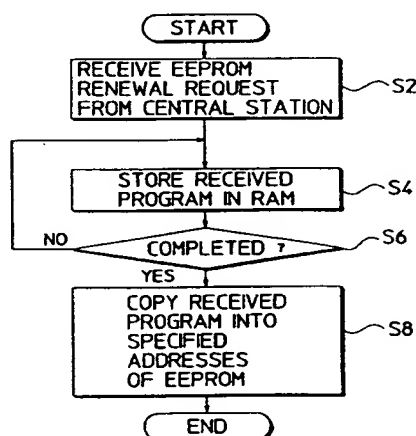 START
RECEIVE EEPROM
RENEWAL REQUEST
FROM CENTRAL STATION
S2
STORE RECEIVED
PROGRAM IN RAM
S4
COMPLETED ?
S6
NO
YES
COPY RECEIVED
PROGRAM INTO
SPECIFIED
ADDRESSES
OF EEPROM
S8
END